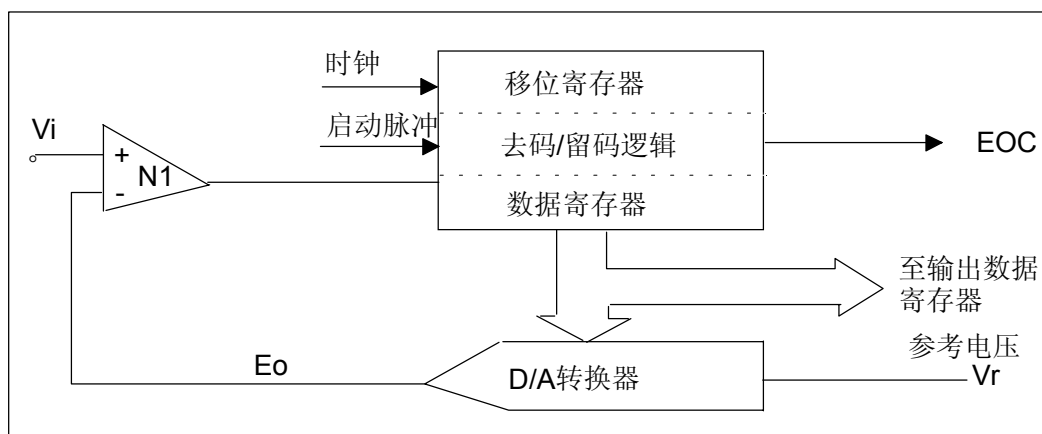 时钟
移位寄存器
启动脉冲
Vi
去码/留码逻辑
EOC
+
N1
-
数据寄存器
至输出数据
寄存器
参考电压
Eo
D/A转换器
Vr